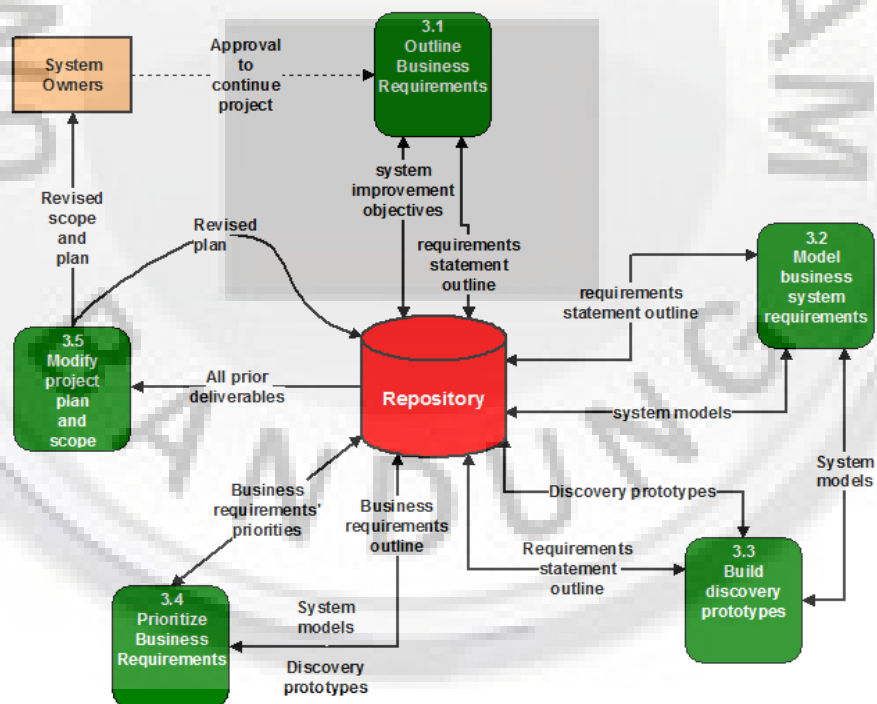 3.1
Outline
Business
Requirements
System
Owners
Approval
to
continue
project
system
improvement
objectives
requirements
statement
outline
Revised
scope
and
plan
Revised
plan
3.2
Model
business
system
requirements
requirements
statement outline
3.5
Modify
project
plan
and
scope
All prior
deliverables
Repository
system models
System
models
Business
requirements'
priorities
Business
requirements
outline
Discovery prototypes
Requirements
statement
outline
3.3
Build
discovery
prototypes
3.4
Prioritize
Business
Requirements
System
models
Discovery
prototypes
ANDUNG